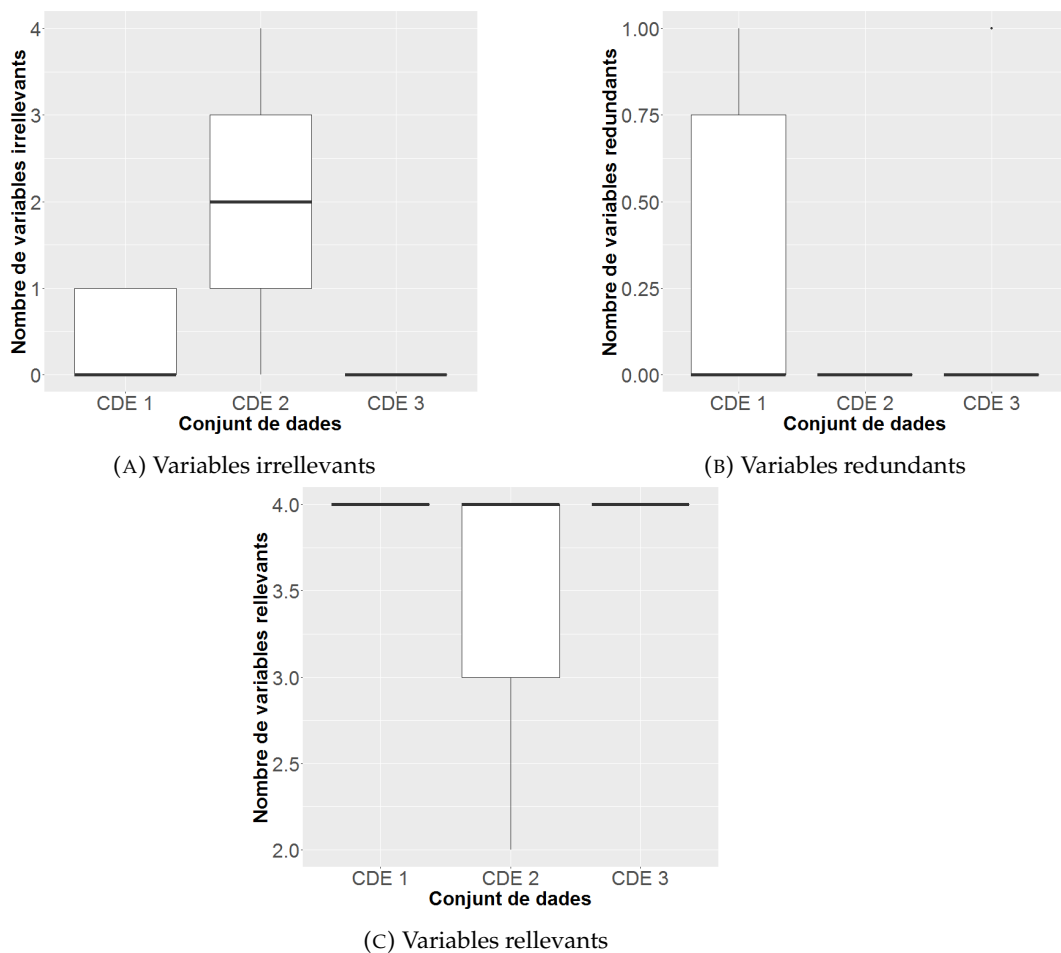 Nombre de variables irrellevants
4
3
2
1
0
CDE 1 CDE 2 CDE 3
Conjunt de dades
(A) Variables irrellevants
Nombre de variables redundants
1.00
0.75
0.50
0.25
0.00
CDE 1 CDE 2 CDE 3
Conjunt de dades
(B) Variables redundants
Nombre de variables rellevants
4.0
3.5
3.0
2.5
2.0
CDE 1 CDE 2 CDE 3
Conjunt de dades
(C) Variables rellevants